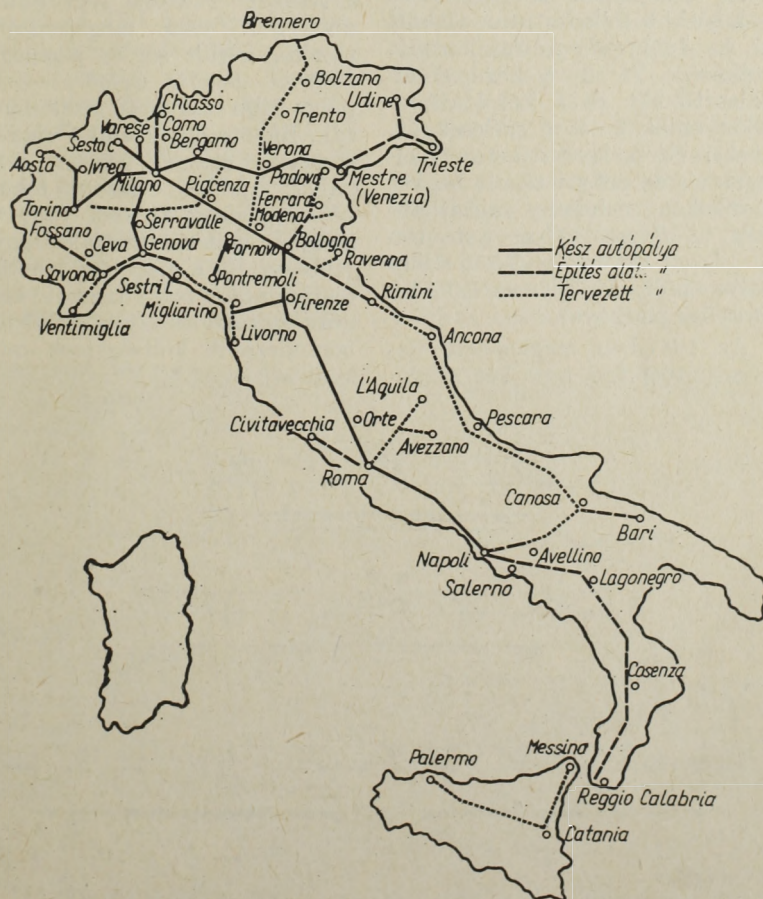 Brennero
Bolzano
Udine
Chiasso
Trento
Varese
Como
Sesto c
Bergamo
Aosta
Ivrea
Verona
Trieste
Milano
Piacenza
Padova
Mestre
(Venezia)
Torino
Ferrara
Fossano
Serravalle
Modena
Ceva
Genova
Fornovo
Bologna
Kész autópálya
Savona
Ravenna
Építés alatt "
Sestri L
Pontremoli
Tervezett "
Ventimiglia
Migliarino
Firenze
Rimini
Livorno
Ancona
L'Aquila
Civitavecchia
Orte
Pescara
Avezzano
Roma
Canosa
Bari
Napoli
Avellino
Salerno
Lagonegro
Cosenza
Messina
Palermo
Reggio Calabria
Catania